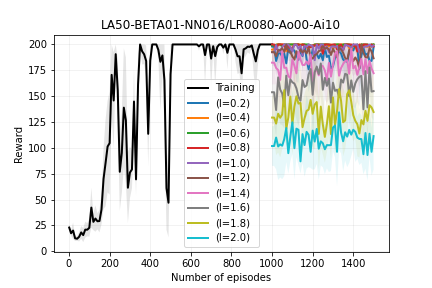 LA50-BETA01-NN016/LR0080-Ao00-Ai10
Reward
200
175
150
125
100
75
50
25
0
Training
(l=0.2)
(l=0.4)
(l=0.6)
(l=0.8)
(l=1.0)
(l=1.2)
(l=1.4)
(l=1.6)
(l=1.8)
(l=2.0)
0 200 400 600 800 1000 1200 1400
Number of episodes